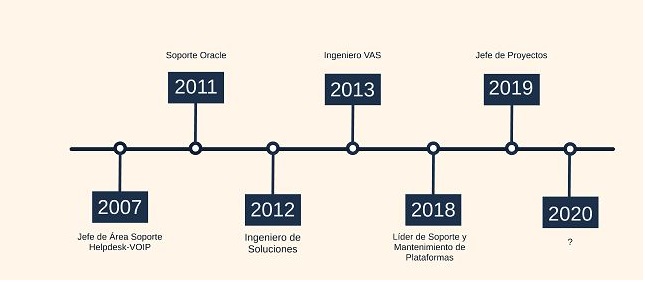 Soporte Oracle
2011
Ingeniero VAS
2013
Jefe de Proyectos
2019
2007
Jefe de Área Soporte
Helpdesk-VOIP
2012
Ingeniero de
Soluciones
2018
Líder de Soporte y
Mantenimiento de
Plataformas
2020
?